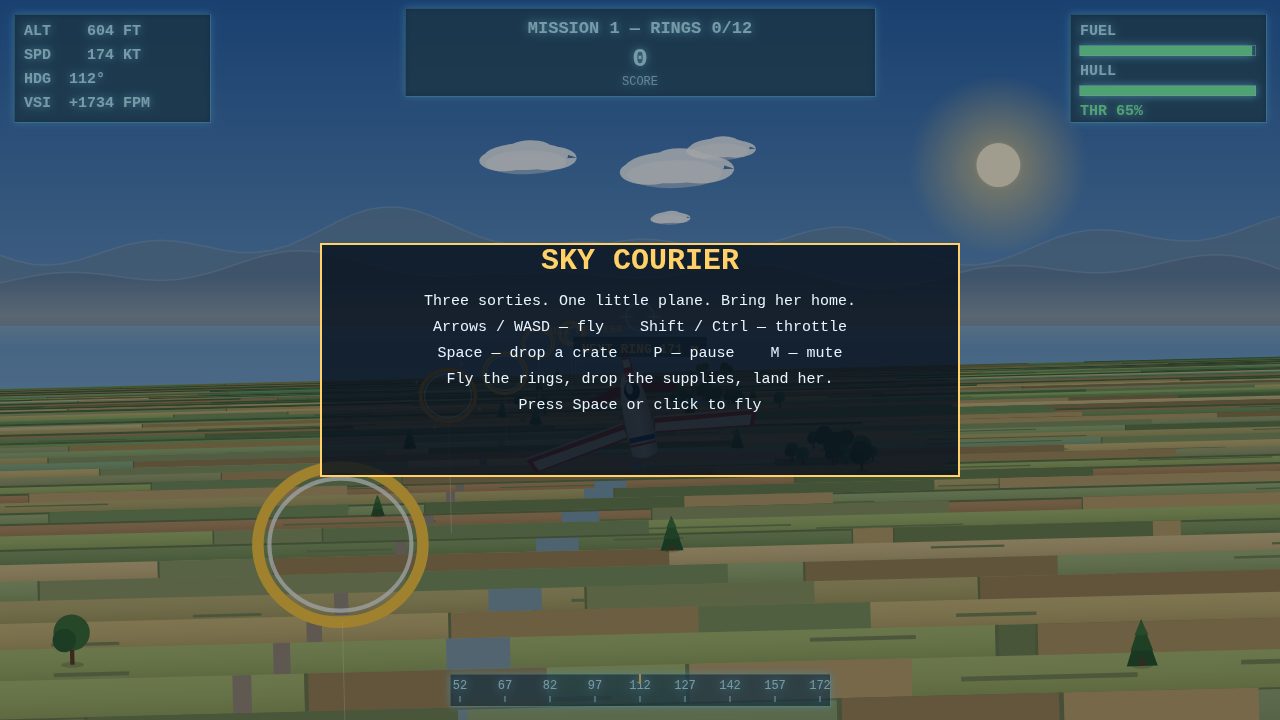 ALT 604 FT
SPD 174 KT
HDG 112°
VSI +1734 FPM
MISSION 1 — RINGS 0/12
0
SCORE
FUEL
HULL
THR 65%
SKY COURIER
Three sorties. One little plane. Bring her home.
Arrows / WASD — fly Shift / Ctrl — throttle
Space — drop a crate P — pause M — mute
Fly the rings, drop the supplies, land her.
Press Space or click to fly
52 67 82 97 112 127 142 157 172